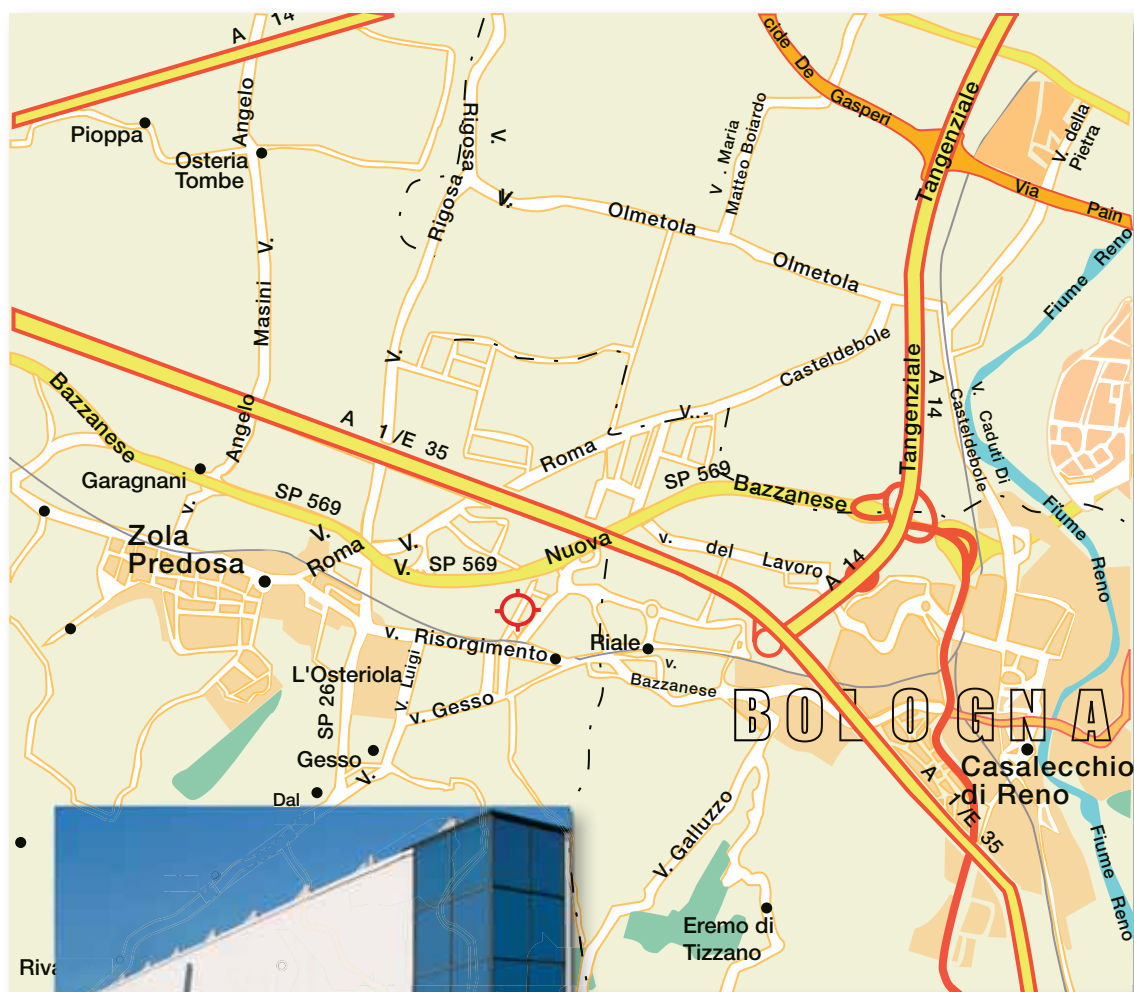 A 14
cide De
Gasperi
Tangenziale
Via
Pain
V. della
Pietra
Pioppa
Osteria
Tombe
Angelo
V.
Masini
Angelo
V.
Rigosa
Rigosa
V.
V.
Olmetola
V . Maria
Matteo Boiardo
Olmetola
Fiume Reno
Casteldebole
V..
Roma
Tangenziale
A 14
Casteldebole
V. Caduti Di
Fiume
Reno
A 1/E 35
Bazzanese
Garagnani
v.
SP 569
V.
Roma
V.
V.
SP 569
Nuova
SP 569
Bazzanese
v. del Lavoro
A 14
Zola
Predosa
v. Risorgimento
Riale
v.
Bazzanese
L'Osteriola
SP 26
v. Luigi
v. Gesso
Gesso
V.
Dal
BOLOGNA
Casalecchio
di Reno
A 1/E 35
V. Galluzzo
Eremo di
Tizzano
Fiume Reno
Riva